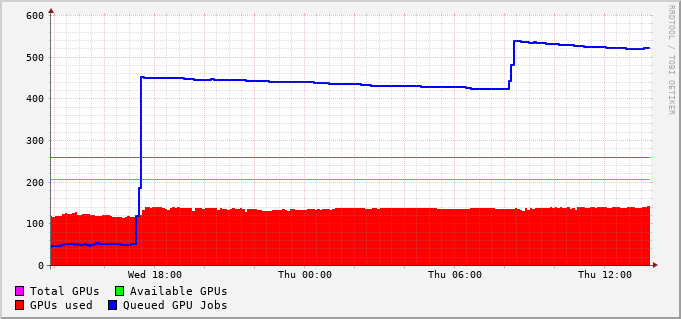 600
500
400
300
200
100
0
Wed 18:00 Thu 00:00 Thu 06:00 Thu 12:00
Total GPUs Available GPUs
GPUs used Queued GPU Jobs
RRDTOOL / TOBI OETIKER